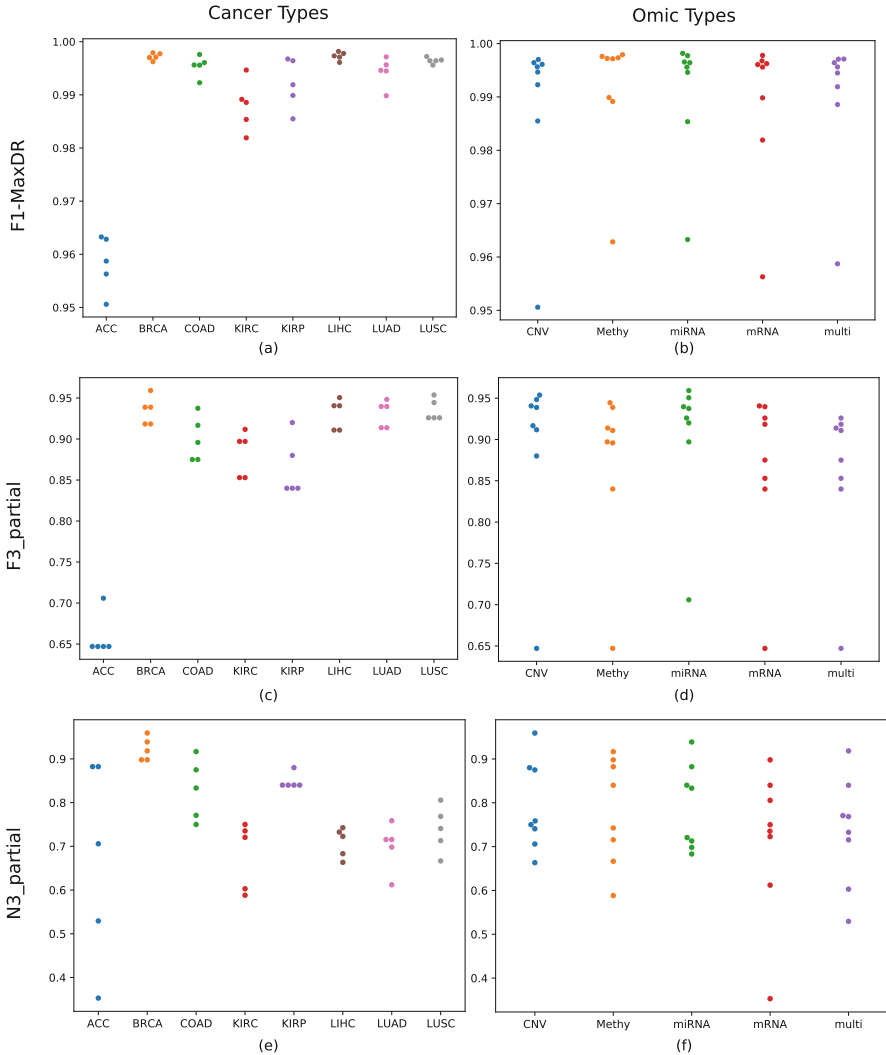 Cancer Types
Omic Types
F1-MaxDR
1.00
0.99
0.98
0.97
0.96
0.95
ACC BRCA COAD KIRC KIRP LIHC LUAD LUSC
(a)
1.00
0.99
0.98
0.97
0.96
0.95
CNV Methy miRNA mRNA multi
(b)
F3_partial
0.95
0.90
0.85
0.80
0.75
0.70
0.65
ACC BRCA COAD KIRC KIRP LIHC LUAD LUSC
(c)
0.95
0.90
0.85
0.80
0.75
0.70
0.65
CNV Methy miRNA mRNA multi
(d)
N3_partial
0.9
0.8
0.7
0.6
0.5
0.4
ACC BRCA COAD KIRC KIRP LIHC LUAD LUSC
(e)
0.9
0.8
0.7
0.6
0.5
0.4
CNV Methy miRNA mRNA multi
(f)